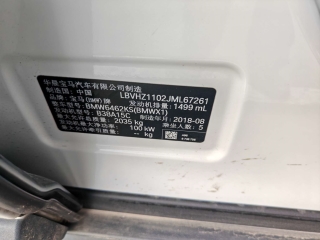 华晨宝马汽车有限公司制造
制造国：中国 LBVHZ1102JML67261
品牌：宝马(BMW)牌 发动机排量：1499 mL
整车型号：BMW6462KS(BMWX1)
发动机型号：B38A15C 制造年月：2018-08
最大允许总质量：2035 kg 乘坐人数：5
发动机最大净功率：100 kW